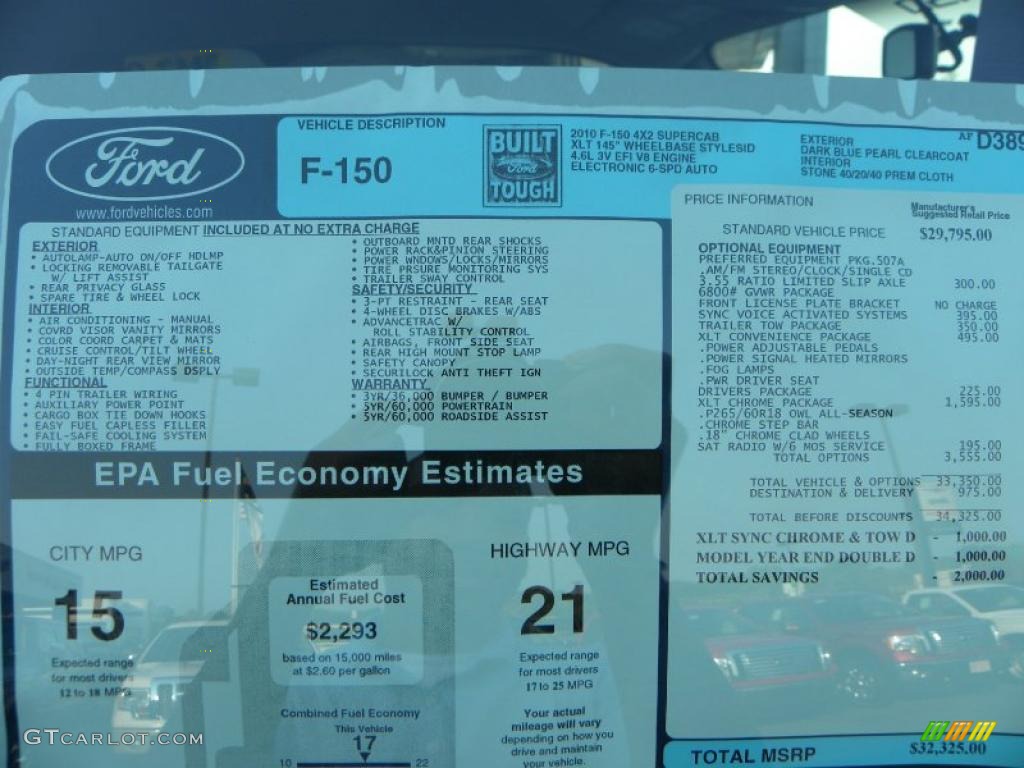 Ford
www.fordvehicles.com
VEHICLE DESCRIPTION
F-150
BUILT
Ford
TOUGH
2010 F-150 4X2 SUPERCAB
XLT 145" WHEELBASE STYLESID
4.6L 3V EFI V8 ENGINE
ELECTRONIC 6-SPD AUTO
EXTERIOR
DARK BLUE PEARL CLEARCOAT
INTERIOR
STONE 40/20/40 PREM CLOTH
AF D389
STANDARD EQUIPMENT INCLUDED AT NO EXTRA CHARGE
EXTERIOR
• AUTOLAMP-AUTO ON/OFF HDLMP
• LOCKING REMOVABLE TAILGATE
W/ LIFT ASSIST
• REAR PRIVACY GLASS
• SPARE TIRE & WHEEL LOCK
INTERIOR
• AIR CONDITIONING - MANUAL
• COVRD VISOR VANITY MIRRORS
• COLOR COORD CARPET & MATS
• CRUISE CONTROL/TILT WHEEL
• DAY-NIGHT REAR VIEW MIRROR
• OUTSIDE TEMP/COMPASS DSPLY
FUNCTIONAL
• 4 PIN TRAILER WIRING
• AUXILIARY POWER POINT
• CARGO BOX TIE DOWN HOOKS
• EASY FUEL CAPLESS FILLER
• FAIL-SAFE COOLING SYSTEM
• FULLY BOXED FRAME
• OUTBOARD MNTD REAR SHOCKS
• POWER RACK&PINION STEERING
• POWER WNDOWS/LOCKS/MIRRORS
• TIRE PRSURE MONITORING SYS
• TRAILER SWAY CONTROL
SAFETY/SECURITY
• 3-PT RESTRAINT - REAR SEAT
• 4-WHEEL DISC BRAKES W/ABS
• ADVANCETRAC W/
ROLL STABILITY CONTROL
• AIRBAGS, FRONT SIDE SEAT
• REAR HIGH MOUNT STOP LAMP
• SAFETY CANOPY
• SECURILOCK ANTI THEFT IGN
WARRANTY
• 3YR/36,000 BUMPER / BUMPER
• 5YR/60,000 POWERTRAIN
• 5YR/60,000 ROADSIDE ASSIST
PRICE INFORMATION
Manufacturer's
Suggested Retail Price
STANDARD VEHICLE PRICE $29,795.00
OPTIONAL EQUIPMENT
PREFERRED EQUIPMENT PKG.507A
.AM/FM STEREO/CLOCK/SINGLE CD
3.55 RATIO LIMITED SLIP AXLE 300.00
6800# GVWR PACKAGE
FRONT LICENSE PLATE BRACKET NO CHARGE
SYNC VOICE ACTIVATED SYSTEMS 395.00
TRAILER TOW PACKAGE 350.00
XLT CONVENIENCE PACKAGE 495.00
.POWER ADJUSTABLE PEDALS
.POWER SIGNAL HEATED MIRRORS
.FOG LAMPS
.PWR DRIVER SEAT
DRIVERS PACKAGE 225.00
XLT CHROME PACKAGE 1,595.00
.P265/60R18 OWL ALL-SEASON
.CHROME STEP BAR
.18" CHROME CLAD WHEELS
SAT RADIO W/6 MOS SERVICE 195.00
TOTAL OPTIONS 3,555.00
TOTAL VEHICLE & OPTIONS 33,350.00
DESTINATION & DELIVERY 975.00
TOTAL BEFORE DISCOUNTS 34,325.00
XLT SYNC CHROME & TOW D - 1,000.00
MODEL YEAR END DOUBLE D - 1,000.00
TOTAL SAVINGS - 2,000.00
TOTAL MSRP $32,325.00
EPA Fuel Economy Estimates
CITY MPG
15
Expected range
for most drivers
12 to 18 MPG
Estimated
Annual Fuel Cost
$2,293
based on 15,000 miles
at $2.60 per gallon
Combined Fuel Economy
This Vehicle
17
10 22
HIGHWAY MPG
21
Expected range
for most drivers
17 to 25 MPG
Your actual
mileage will vary
depending on how you
drive and maintain
your vehicle.
GTCARLOT.COM